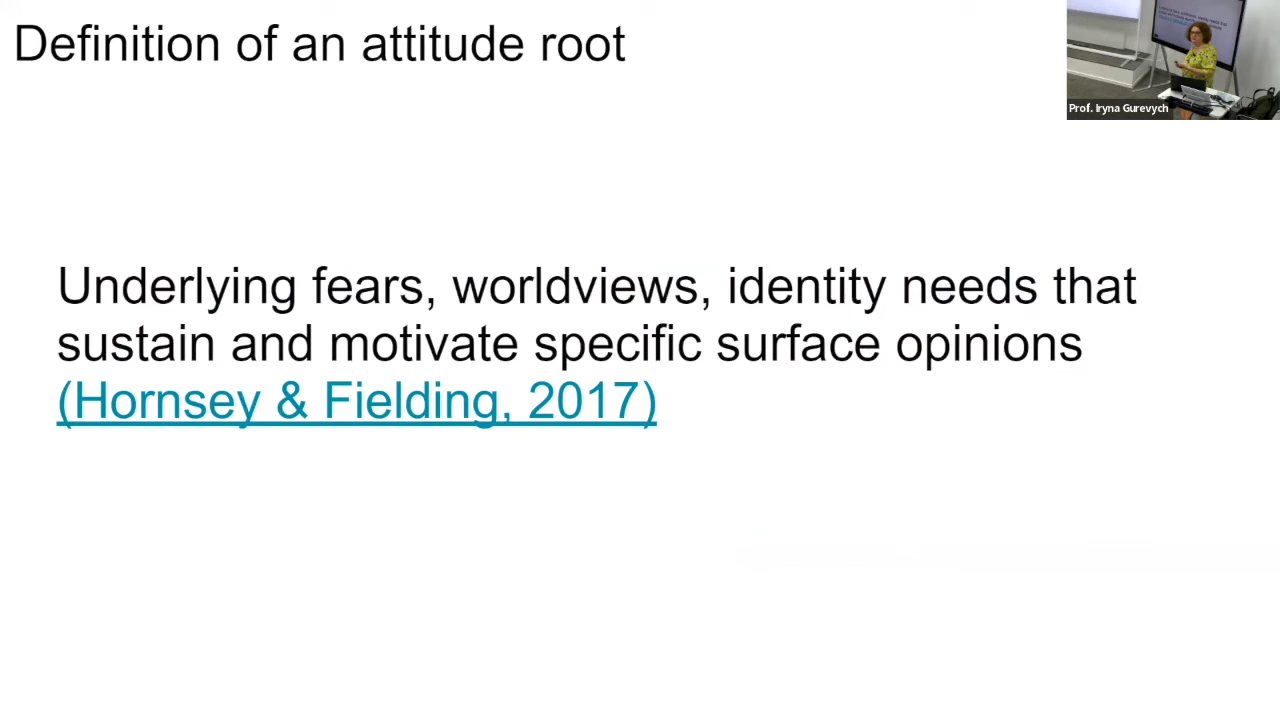 Definition of an attitude root
Prof. Iryna Gurevych
Underlying fears, worldviews, identity needs that
sustain and motivate specific surface opinions
(Hornsey & Fielding, 2017)